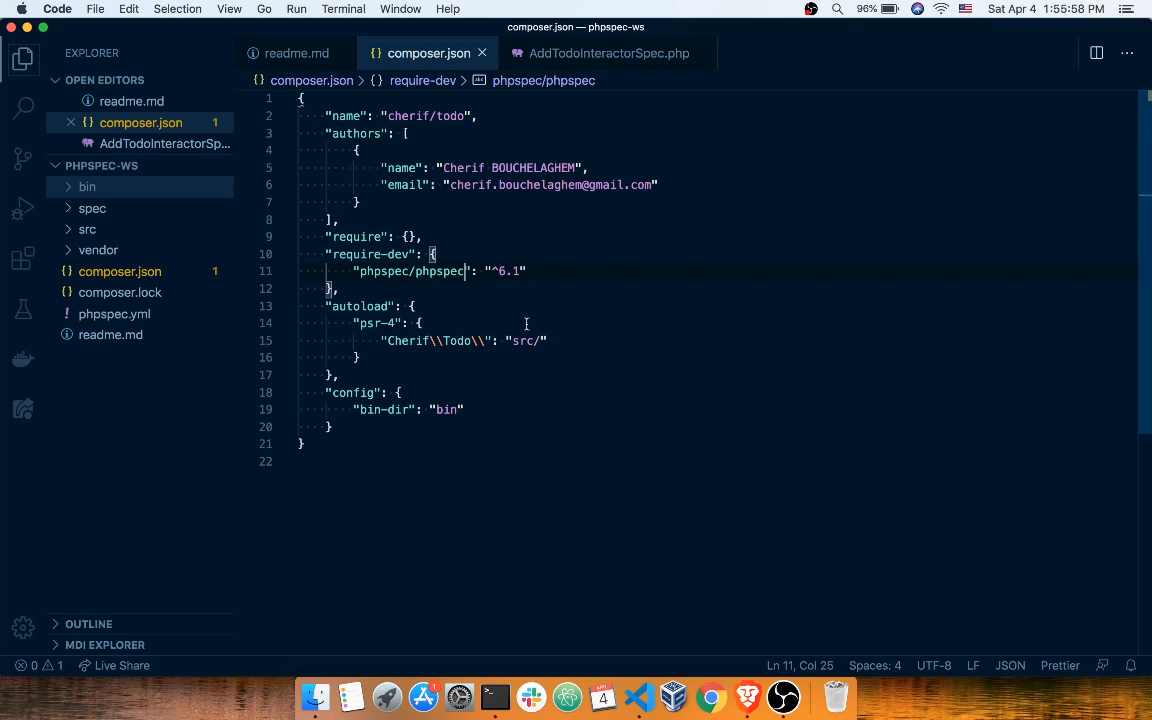 Code File Edit Selection View Go Run Terminal Window Help 96% Sat Apr 4 1:55:58 PM
composer.json — phpspec-ws
EXPLORER
readme.md
composer.json
AddTodoInteractorSpec.php
OPEN EDITORS
composer.json > {} require-dev > phpspec/phpspec
readme.md
composer.json 1
AddTodoInteractorSp...
PHPSPEC-WS
bin
spec
src
vendor
composer.json 1
composer.lock
phpspec.yml
readme.md
1 {
2 "name": "cherif/todo",
3 "authors": [
4 {
5 "name": "Cherif BOUCHELAGHEM",
6 "email": "cherif.bouchelaghem@gmail.com"
7 }
8 ],
9 "require": {},
10 "require-dev": {
11 "phpspec/phpspec": "^6.1"
12 },
13 "autoload": {
14 "psr-4": {
15 "Cherif\\Todo\\": "src/"
16 }
17 },
18 "config": {
19 "bin-dir": "bin"
20 }
21 }
22
OUTLINE
MDI EXPLORER
0 1 Live Share Ln 11, Col 25 Spaces: 4 UTF-8 LF JSON Prettier